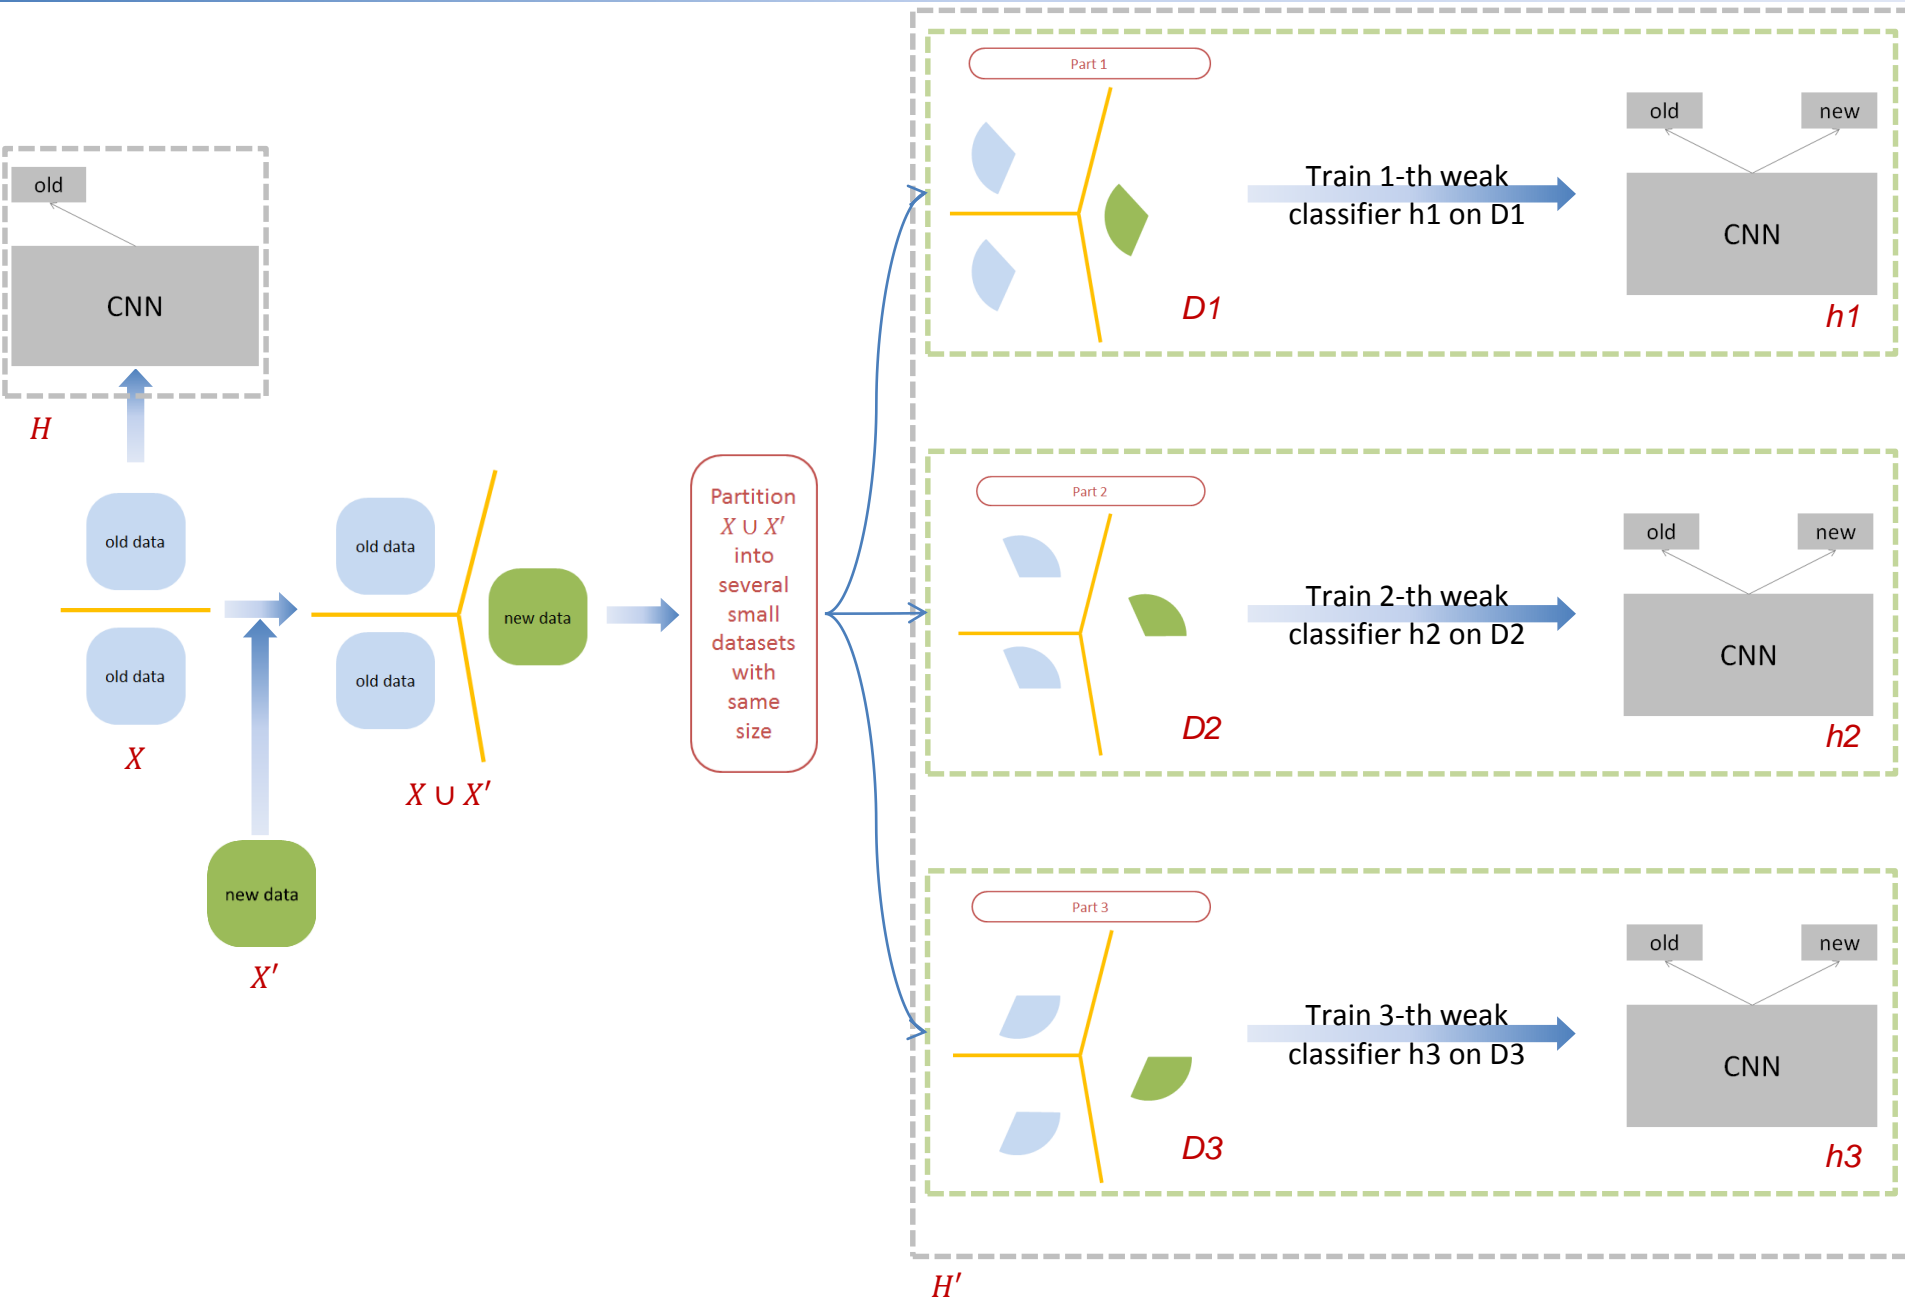 old
CNN
H
old data
old data
X
new data
X′
old data
old data
new data
X ∪ X′
Partition
X ∪ X′
into
several
small
datasets
with
same
size
Part 1
D1
Train 1-th weak
classifier h1 on D1
old
new
CNN
h1
Part 2
D2
Train 2-th weak
classifier h2 on D2
old
new
CNN
h2
Part 3
D3
Train 3-th weak
classifier h3 on D3
old
new
CNN
h3
H′